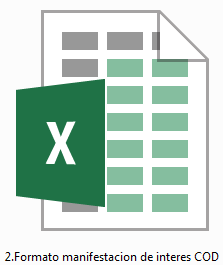 X
2.Formato manifestacion de interes COD